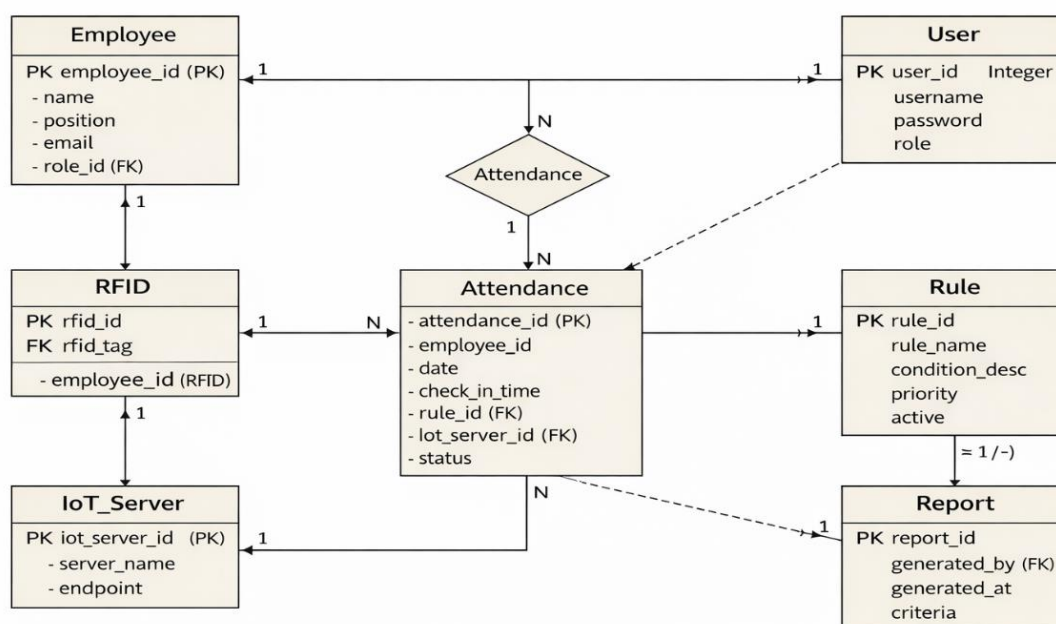 Employee
PK employee_id (PK)
- name
- position
- email
- role_id (FK)
1
1
User
PK user_id Integer
username
password
role
N
Attendance
1
N
1
RFID
PK rfid_id
FK rfid_tag
- employee_id (RFID)
1
N
Attendance
- attendance_id (PK)
- employee_id
- date
- check_in_time
- rule_id (FK)
- lot_server_id (FK)
- status
1
Rule
PK rule_id
rule_name
condition_desc
priority
active
1
= 1/-)
IoT_Server
PK iot_server_id (PK)
- server_name
- endpoint
1
N
1
Report
PK report_id
generated_by (FK)
generated_at
criteria